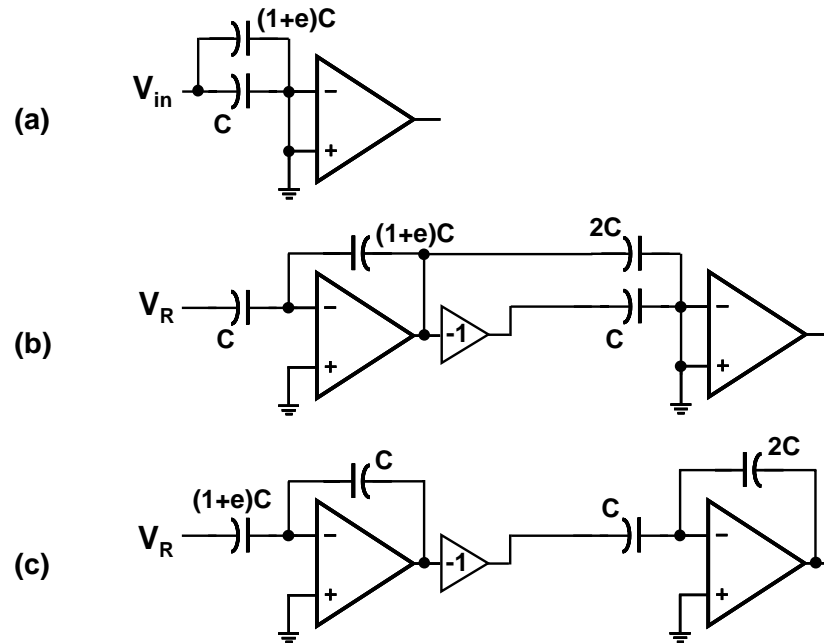 (a)
(1+e)C
V_in
C
−
+
(b)
(1+e)C
2C
V_R
C
−
+
-1
C
−
+
(c)
C
2C
(1+e)C
V_R
−
+
-1
C
−
+